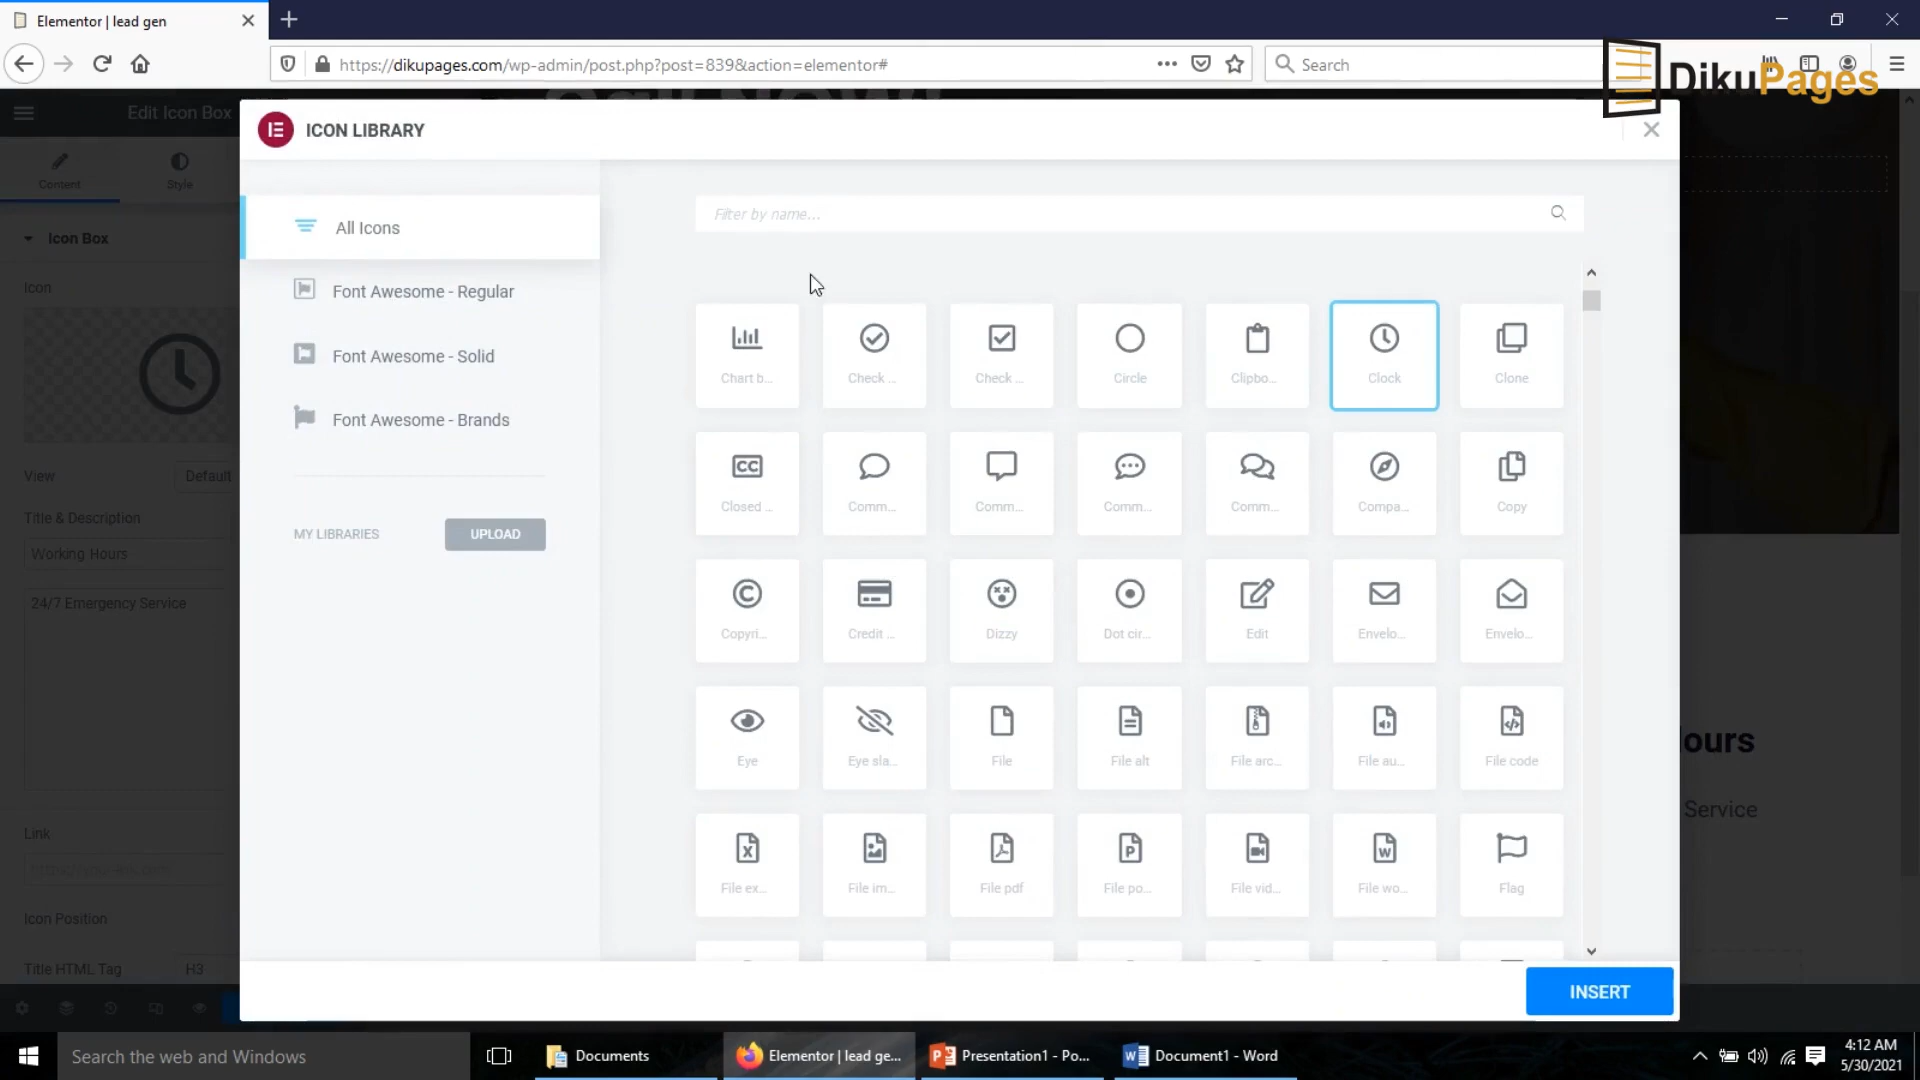 Elementor | lead gen
https://dikupages.com/wp-admin/post.php?post=839&action=elementor#
Search
DikuPages
Edit Icon Box
ICON LIBRARY
Content
Style
Filter by name...
All Icons
Icon Box
Icon
Font Awesome - Regular
Font Awesome - Solid
Font Awesome - Brands
MY LIBRARIES
UPLOAD
View
Default
Title & Description
Working Hours
24/7 Emergency Service
Link
Icon Position
Title HTML Tag
H3
Chart b...
Check ...
Check ...
Circle
Clipbo...
Clock
Clone
Closed ...
Comm...
Comm...
Comm...
Comm...
Compa...
Copy
Copyri...
Credit ...
Dizzy
Dot cir...
Edit
Envelo...
Envelo...
Eye
Eye sla...
File
File alt
File arc...
File au...
File code
File ex...
File im...
File pdf
File po...
File vid...
File wo...
Flag
ours
Service
INSERT
Search the web and Windows
Documents
Elementor | lead ge...
Presentation1 - Po...
Document1 - Word
4:12 AM
5/30/2021